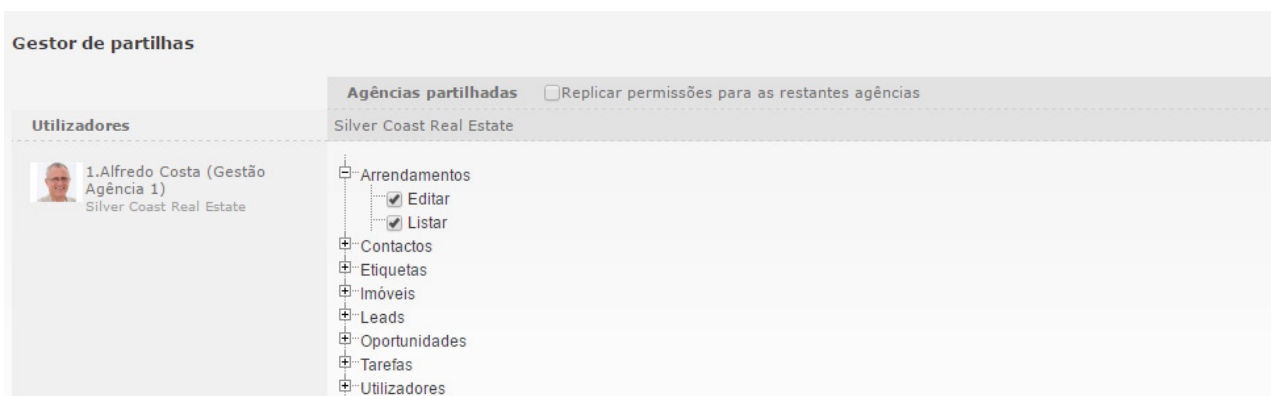 Gestor de partilhas
Agências partilhadas Replicar permissões para as restantes agências
Utilizadores
Silver Coast Real Estate
1.Alfredo Costa (Gestão
Agência 1)
Silver Coast Real Estate
Arrendamentos
Editar
Listar
Contactos
Etiquetas
Imóveis
Leads
Oportunidades
Tarefas
Utilizadores